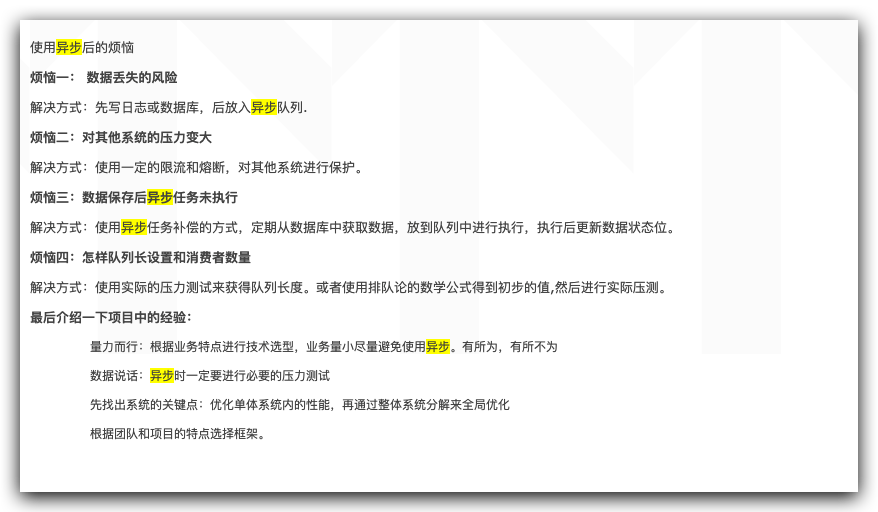 使用异步后的烦恼
烦恼一： 数据丢失的风险
解决方式：先写日志或数据库，后放入异步队列.
烦恼二：对其他系统的压力变大
解决方式：使用一定的限流和熔断，对其他系统进行保护。
烦恼三：数据保存后异步任务未执行
解决方式：使用异步任务补偿的方式，定期从数据库中获取数据，放到队列中进行执行，执行后更新数据状态位。
烦恼四：怎样队列长设置和消费者数量
解决方式：使用实际的压力测试来获得队列长度。或者使用排队论的数学公式得到初步的值,然后进行实际压测。
最后介绍一下项目中的经验：
量力而行：根据业务特点进行技术选型，业务量小尽量避免使用异步。有所为，有所不为
数据说话：异步时一定要进行必要的压力测试
先找出系统的关键点：优化单体系统内的性能，再通过整体系统分解来全局优化
根据团队和项目的特点选择框架。